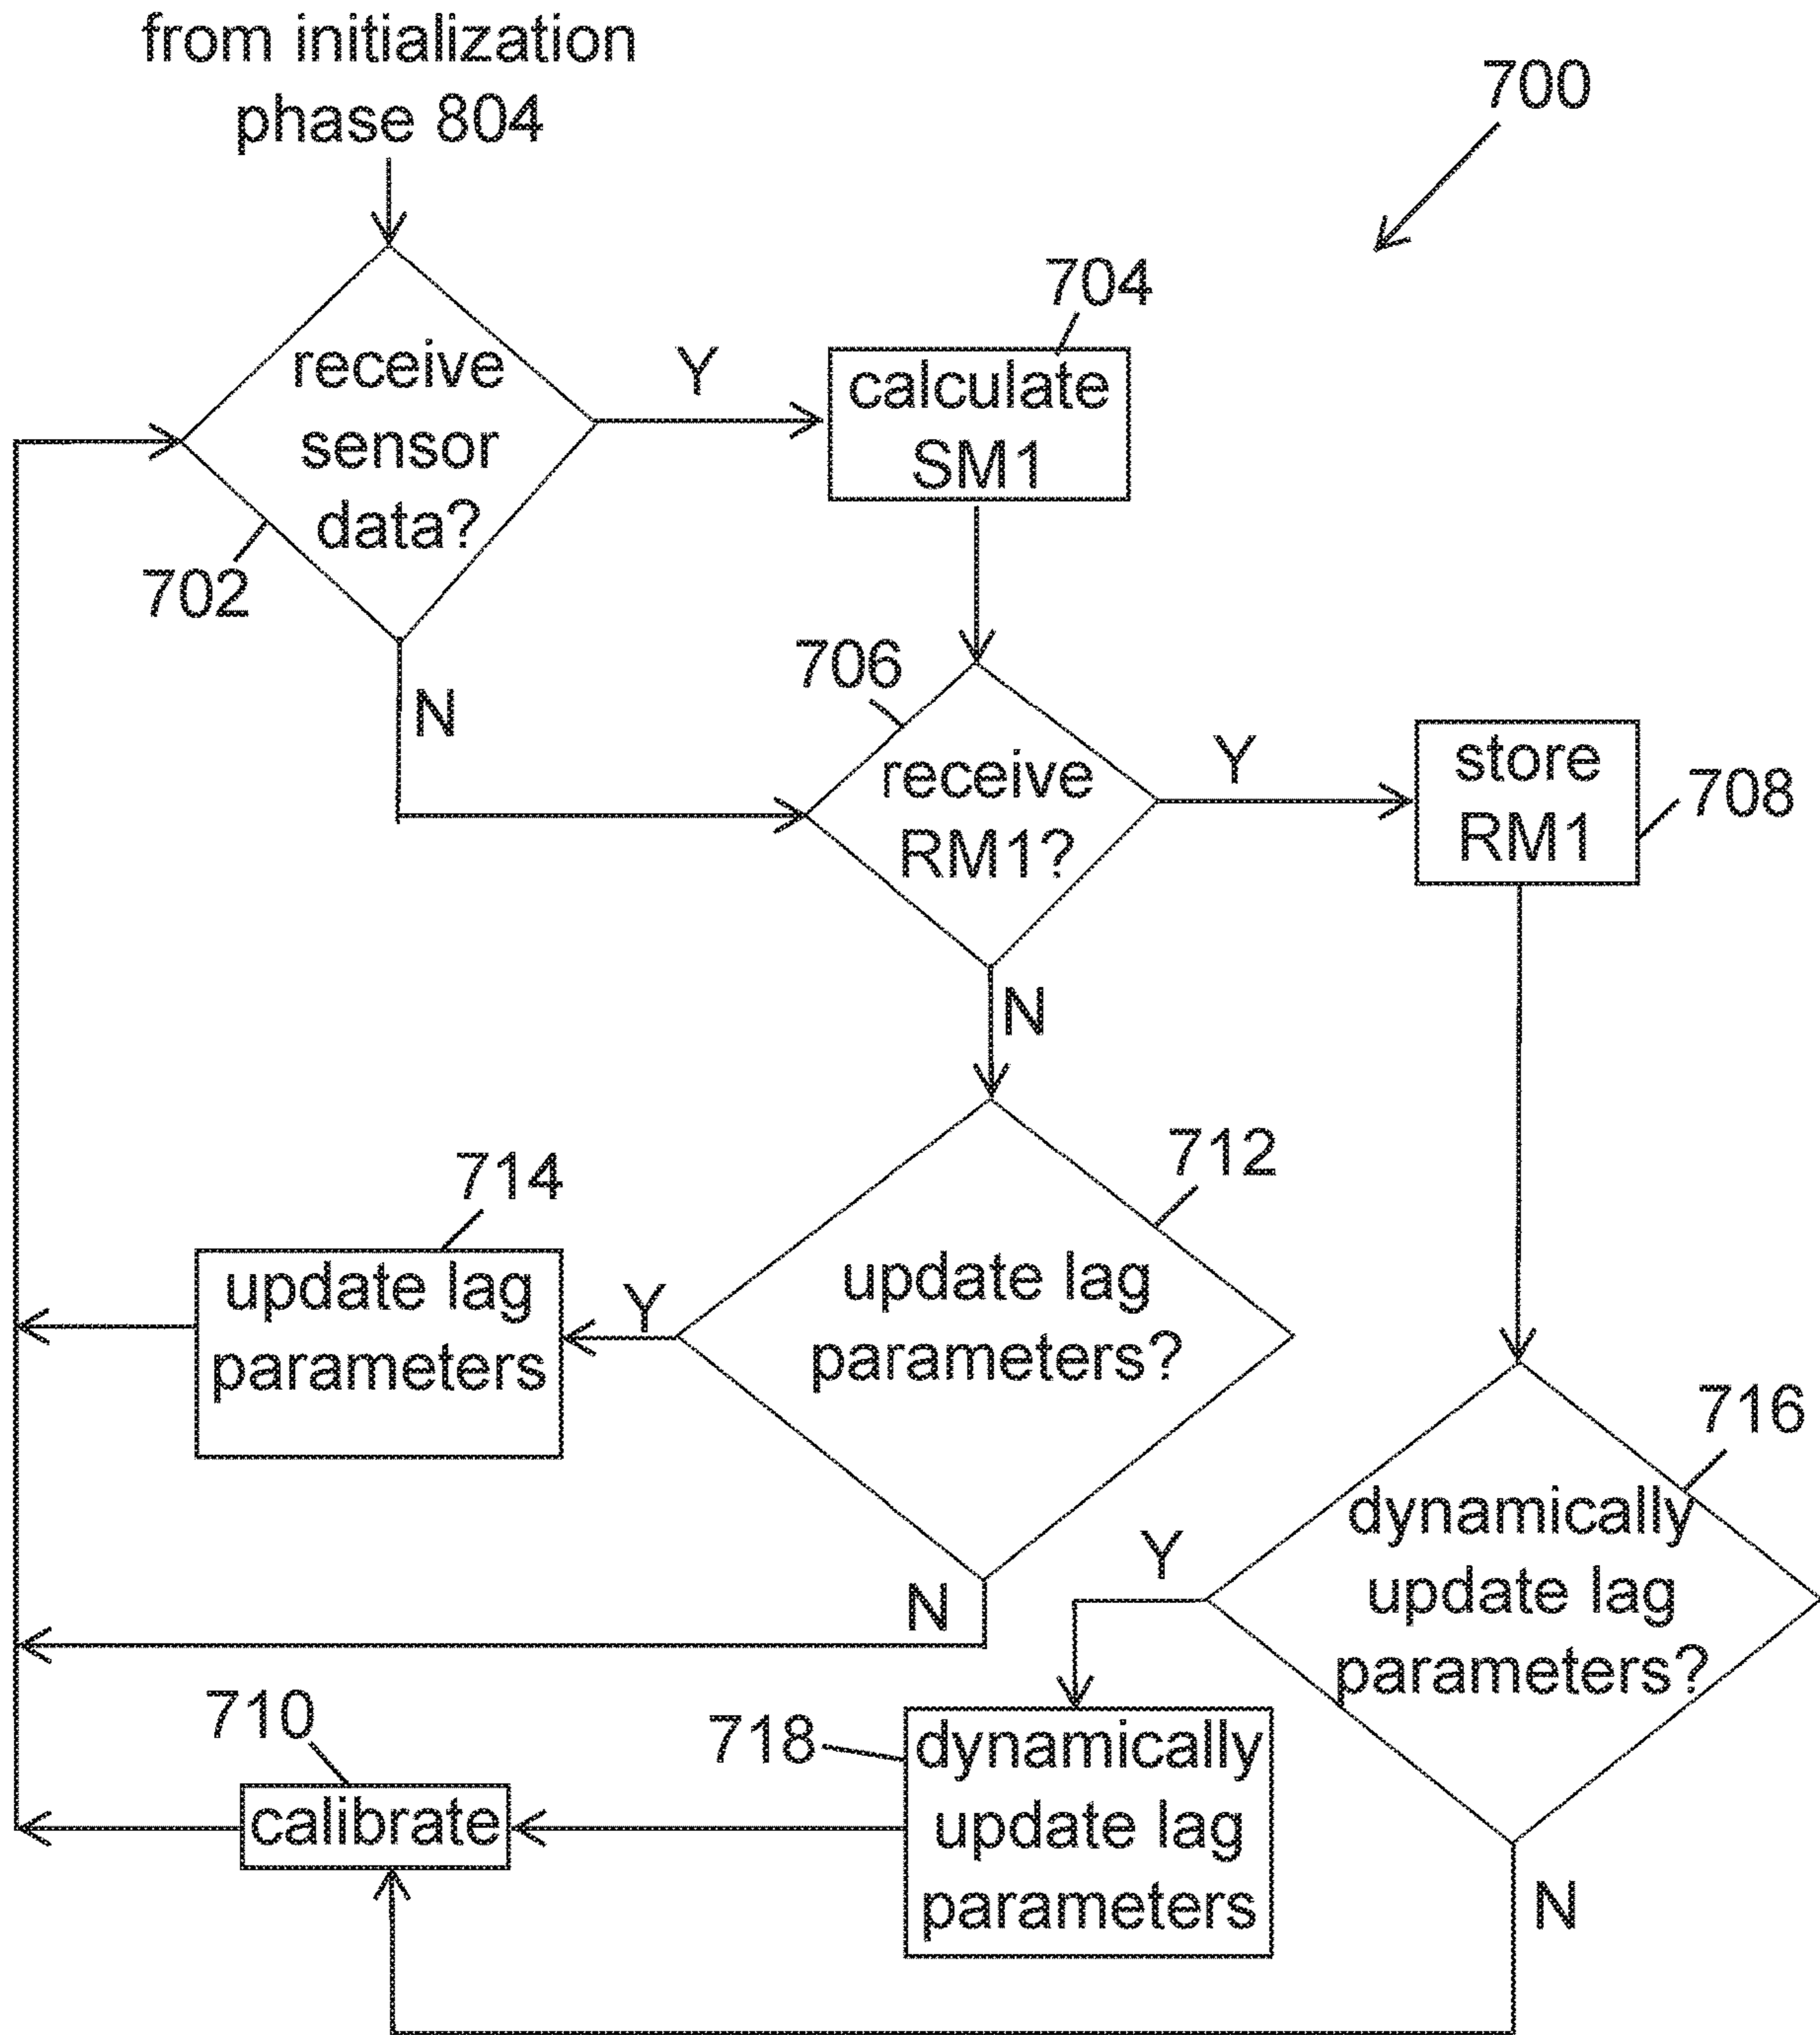 from initialization
phase 804
700
704
receive
sensor
data?
Y
calculate
SM1
702
N
706
receive
RM1?
Y
store
RM1
708
N
712
714
update lag
parameters
Y
update lag
parameters?
716
dynamically
update lag
parameters?
Y
N
710
calibrate
718
dynamically
update lag
parameters
N